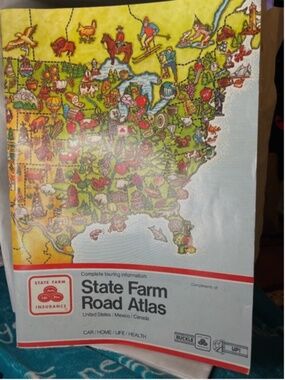 Complete touring information
Compliments of
State Farm
Road Atlas
United States / Mexico / Canada
STATE FARM
INSURANCE
CAR / HOME / LIFE / HEALTH
BUCKLE
UP!